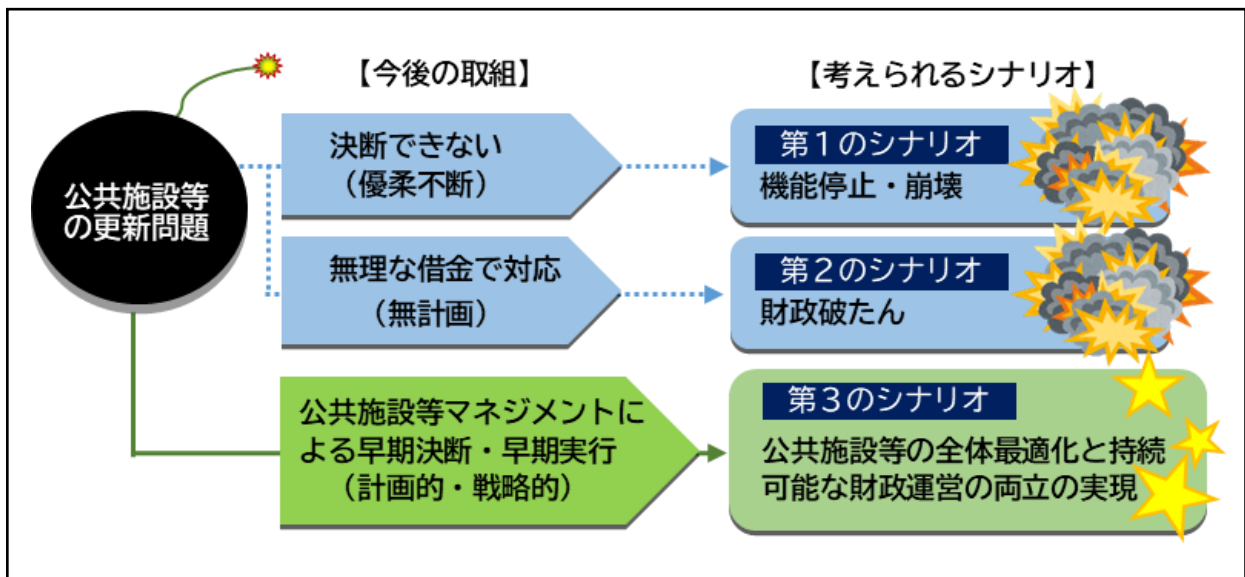 【今後の取組】
【考えられるシナリオ】
公共施設等
の更新問題
決断できない
（優柔不断）
第１のシナリオ
機能停止・崩壊
無理な借金で対応
（無計画）
第２のシナリオ
財政破たん
公共施設等マネジメントに
よる早期決断・早期実行
（計画的・戦略的）
第３のシナリオ
公共施設等の全体最適化と持続
可能な財政運営の両立の実現